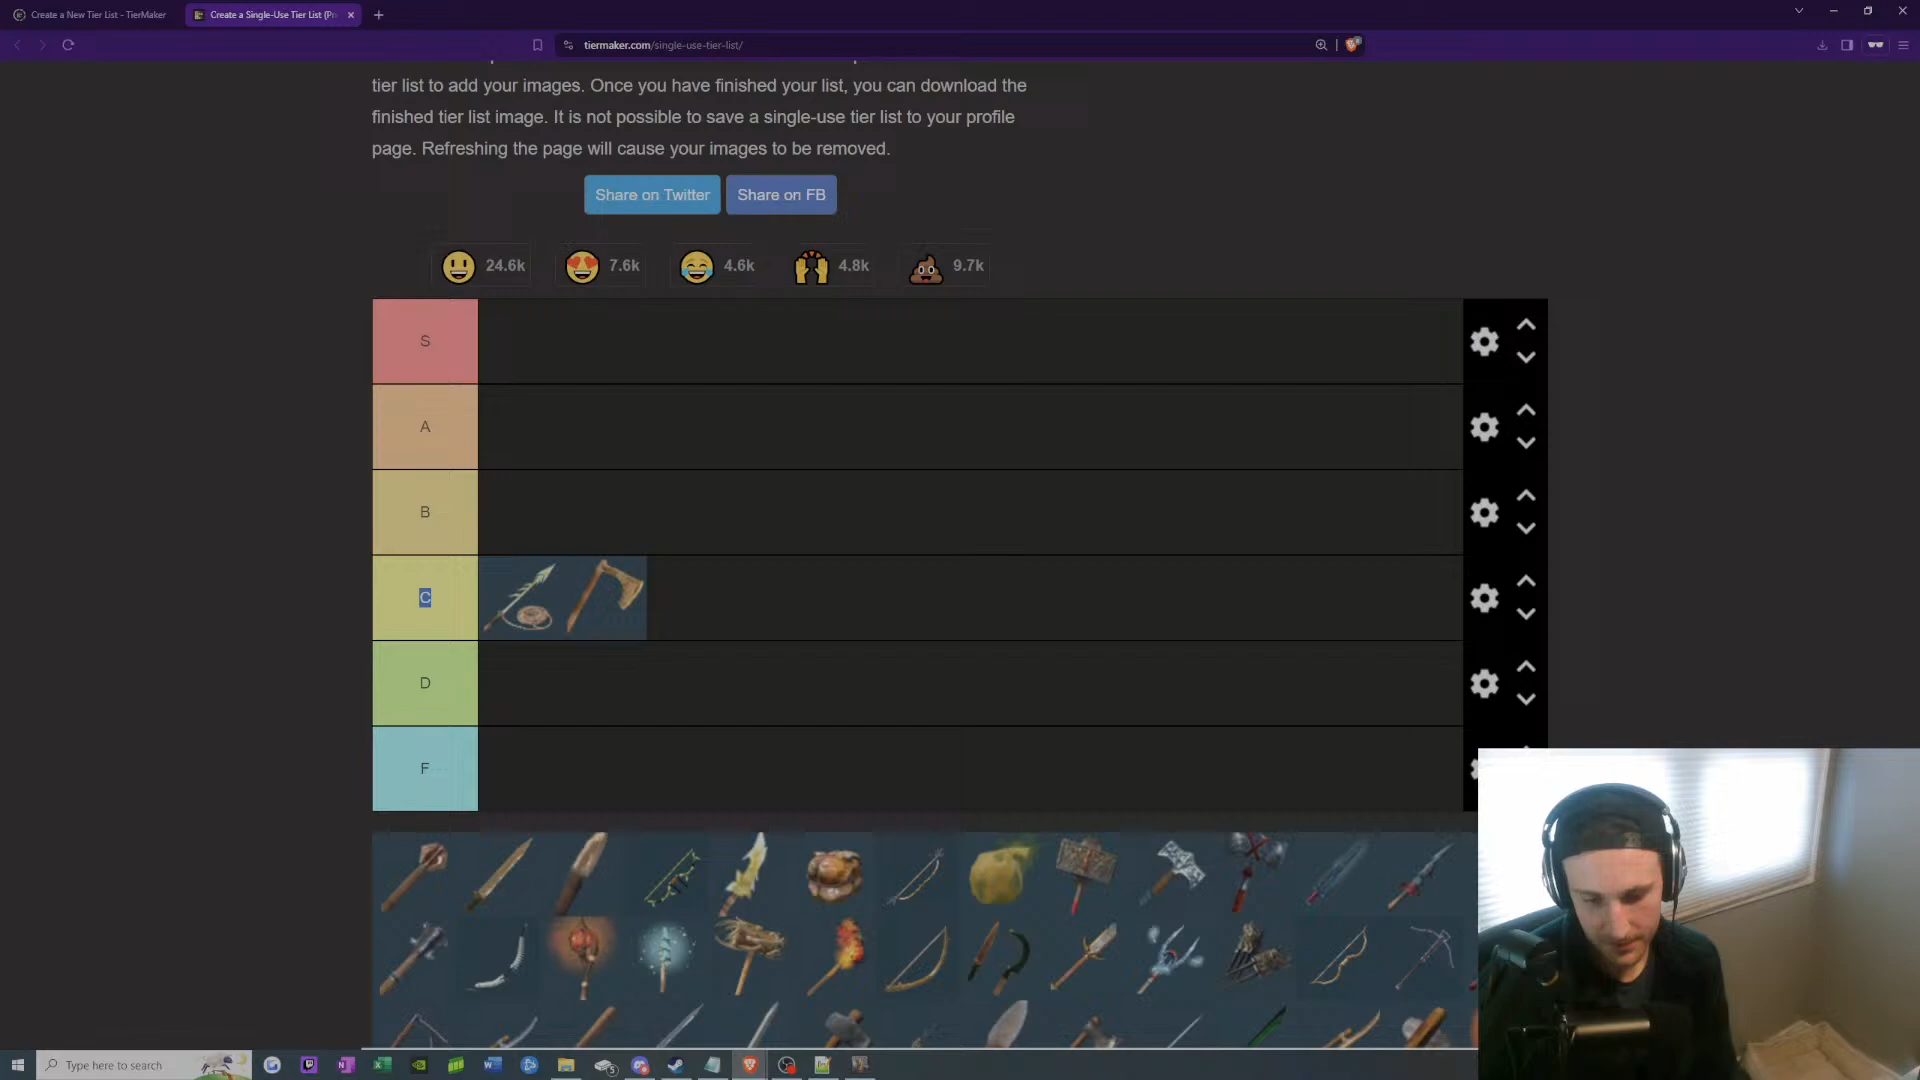 Create a New Tier List - TierMaker
Create a Single-Use Tier List (Pr
tiermaker.com/single-use-tier-list/
tier list to add your images. Once you have finished your list, you can download the
finished tier list image. It is not possible to save a single-use tier list to your profile
page. Refreshing the page will cause your images to be removed.
Share on Twitter
Share on FB
24.6k
7.6k
4.6k
4.8k
9.7k
S
A
B
C
D
F
Type here to search
5